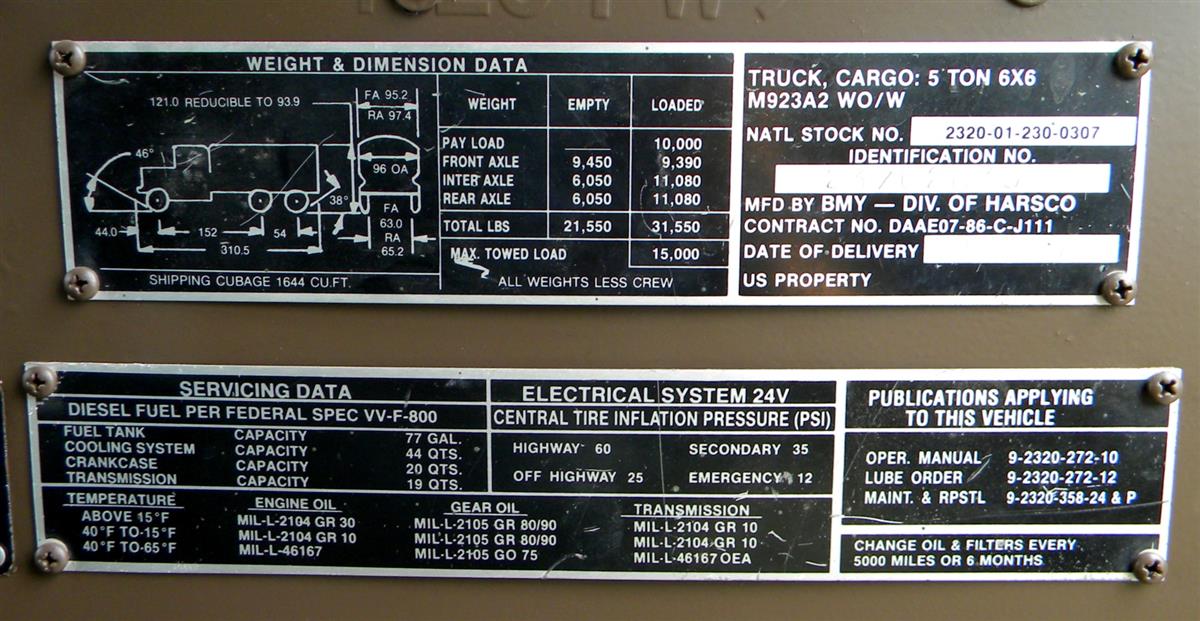 WEIGHT & DIMENSION DATA
121.0 REDUCIBLE TO 93.9
FA 95.2
RA 97.4
46°
96 OA
38°
FA
63.0
RA
65.2
44.0
152
54
310.5
SHIPPING CUBAGE 1644 CU.FT.
WEIGHT EMPTY LOADED
PAY LOAD — 10,000
FRONT AXLE 9,450 9,390
INTER AXLE 6,050 11,080
REAR AXLE 6,050 11,080
TOTAL LBS 21,550 31,550
MAX. TOWED LOAD 15,000
ALL WEIGHTS LESS CREW
TRUCK, CARGO: 5 TON 6X6
M923A2 WO/W
NATL STOCK NO. 2320-01-230-0307
IDENTIFICATION NO.
MFD BY BMY — DIV. OF HARSCO
CONTRACT NO. DAAE07-86-C-J111
DATE OF DELIVERY
US PROPERTY
SERVICING DATA
DIESEL FUEL PER FEDERAL SPEC VV-F-800
FUEL TANK CAPACITY 77 GAL.
COOLING SYSTEM CAPACITY 44 QTS.
CRANKCASE CAPACITY 20 QTS.
TRANSMISSION CAPACITY 19 QTS.
TEMPERATURE ENGINE OIL GEAR OIL TRANSMISSION
ABOVE 15°F MIL-L-2104 GR 30 MIL-L-2105 GR 80/90 MIL-L-2104 GR 10
40°F TO-15°F MIL-L-2104 GR 10 MIL-L-2105 GR 80/90 MIL-L-2104 GR 10
40°F TO-65°F MIL-L-46167 MIL-L-2105 GO 75 MIL-L-46167 OEA
ELECTRICAL SYSTEM 24V
CENTRAL TIRE INFLATION PRESSURE (PSI)
HIGHWAY 60 SECONDARY 35
OFF HIGHWAY 25 EMERGENCY 12
PUBLICATIONS APPLYING
TO THIS VEHICLE
OPER. MANUAL 9-2320-272-10
LUBE ORDER 9-2320-272-12
MAINT. & RPSTL 9-2320-358-24 & P
CHANGE OIL & FILTERS EVERY
5000 MILES OR 6 MONTHS